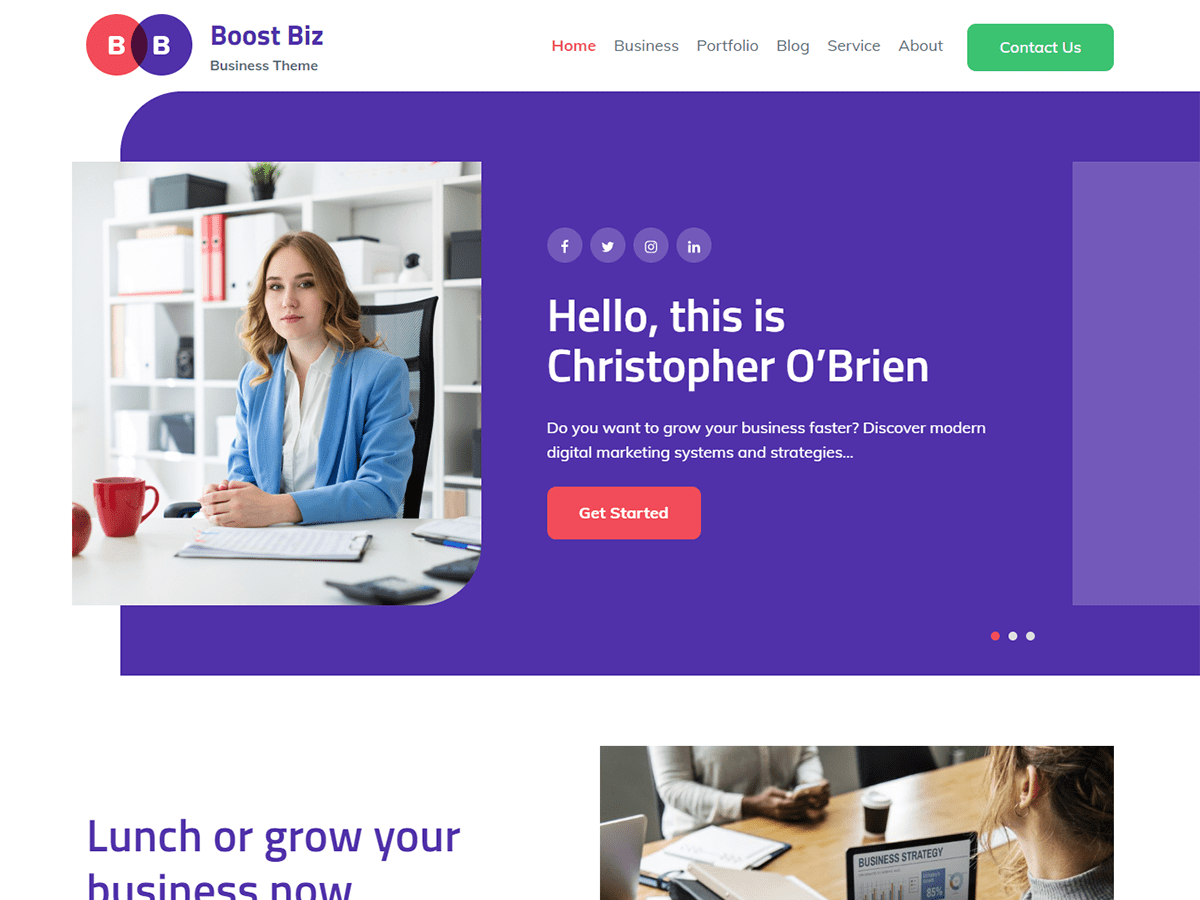 B B
Boost Biz
Business Theme
Home Business Portfolio Blog Service About Contact Us
Hello, this is
Christopher O’Brien
Do you want to grow your business faster? Discover modern
digital marketing systems and strategies...
Get Started
Lunch or grow your
business now
BUSINESS STRATEGY
85%